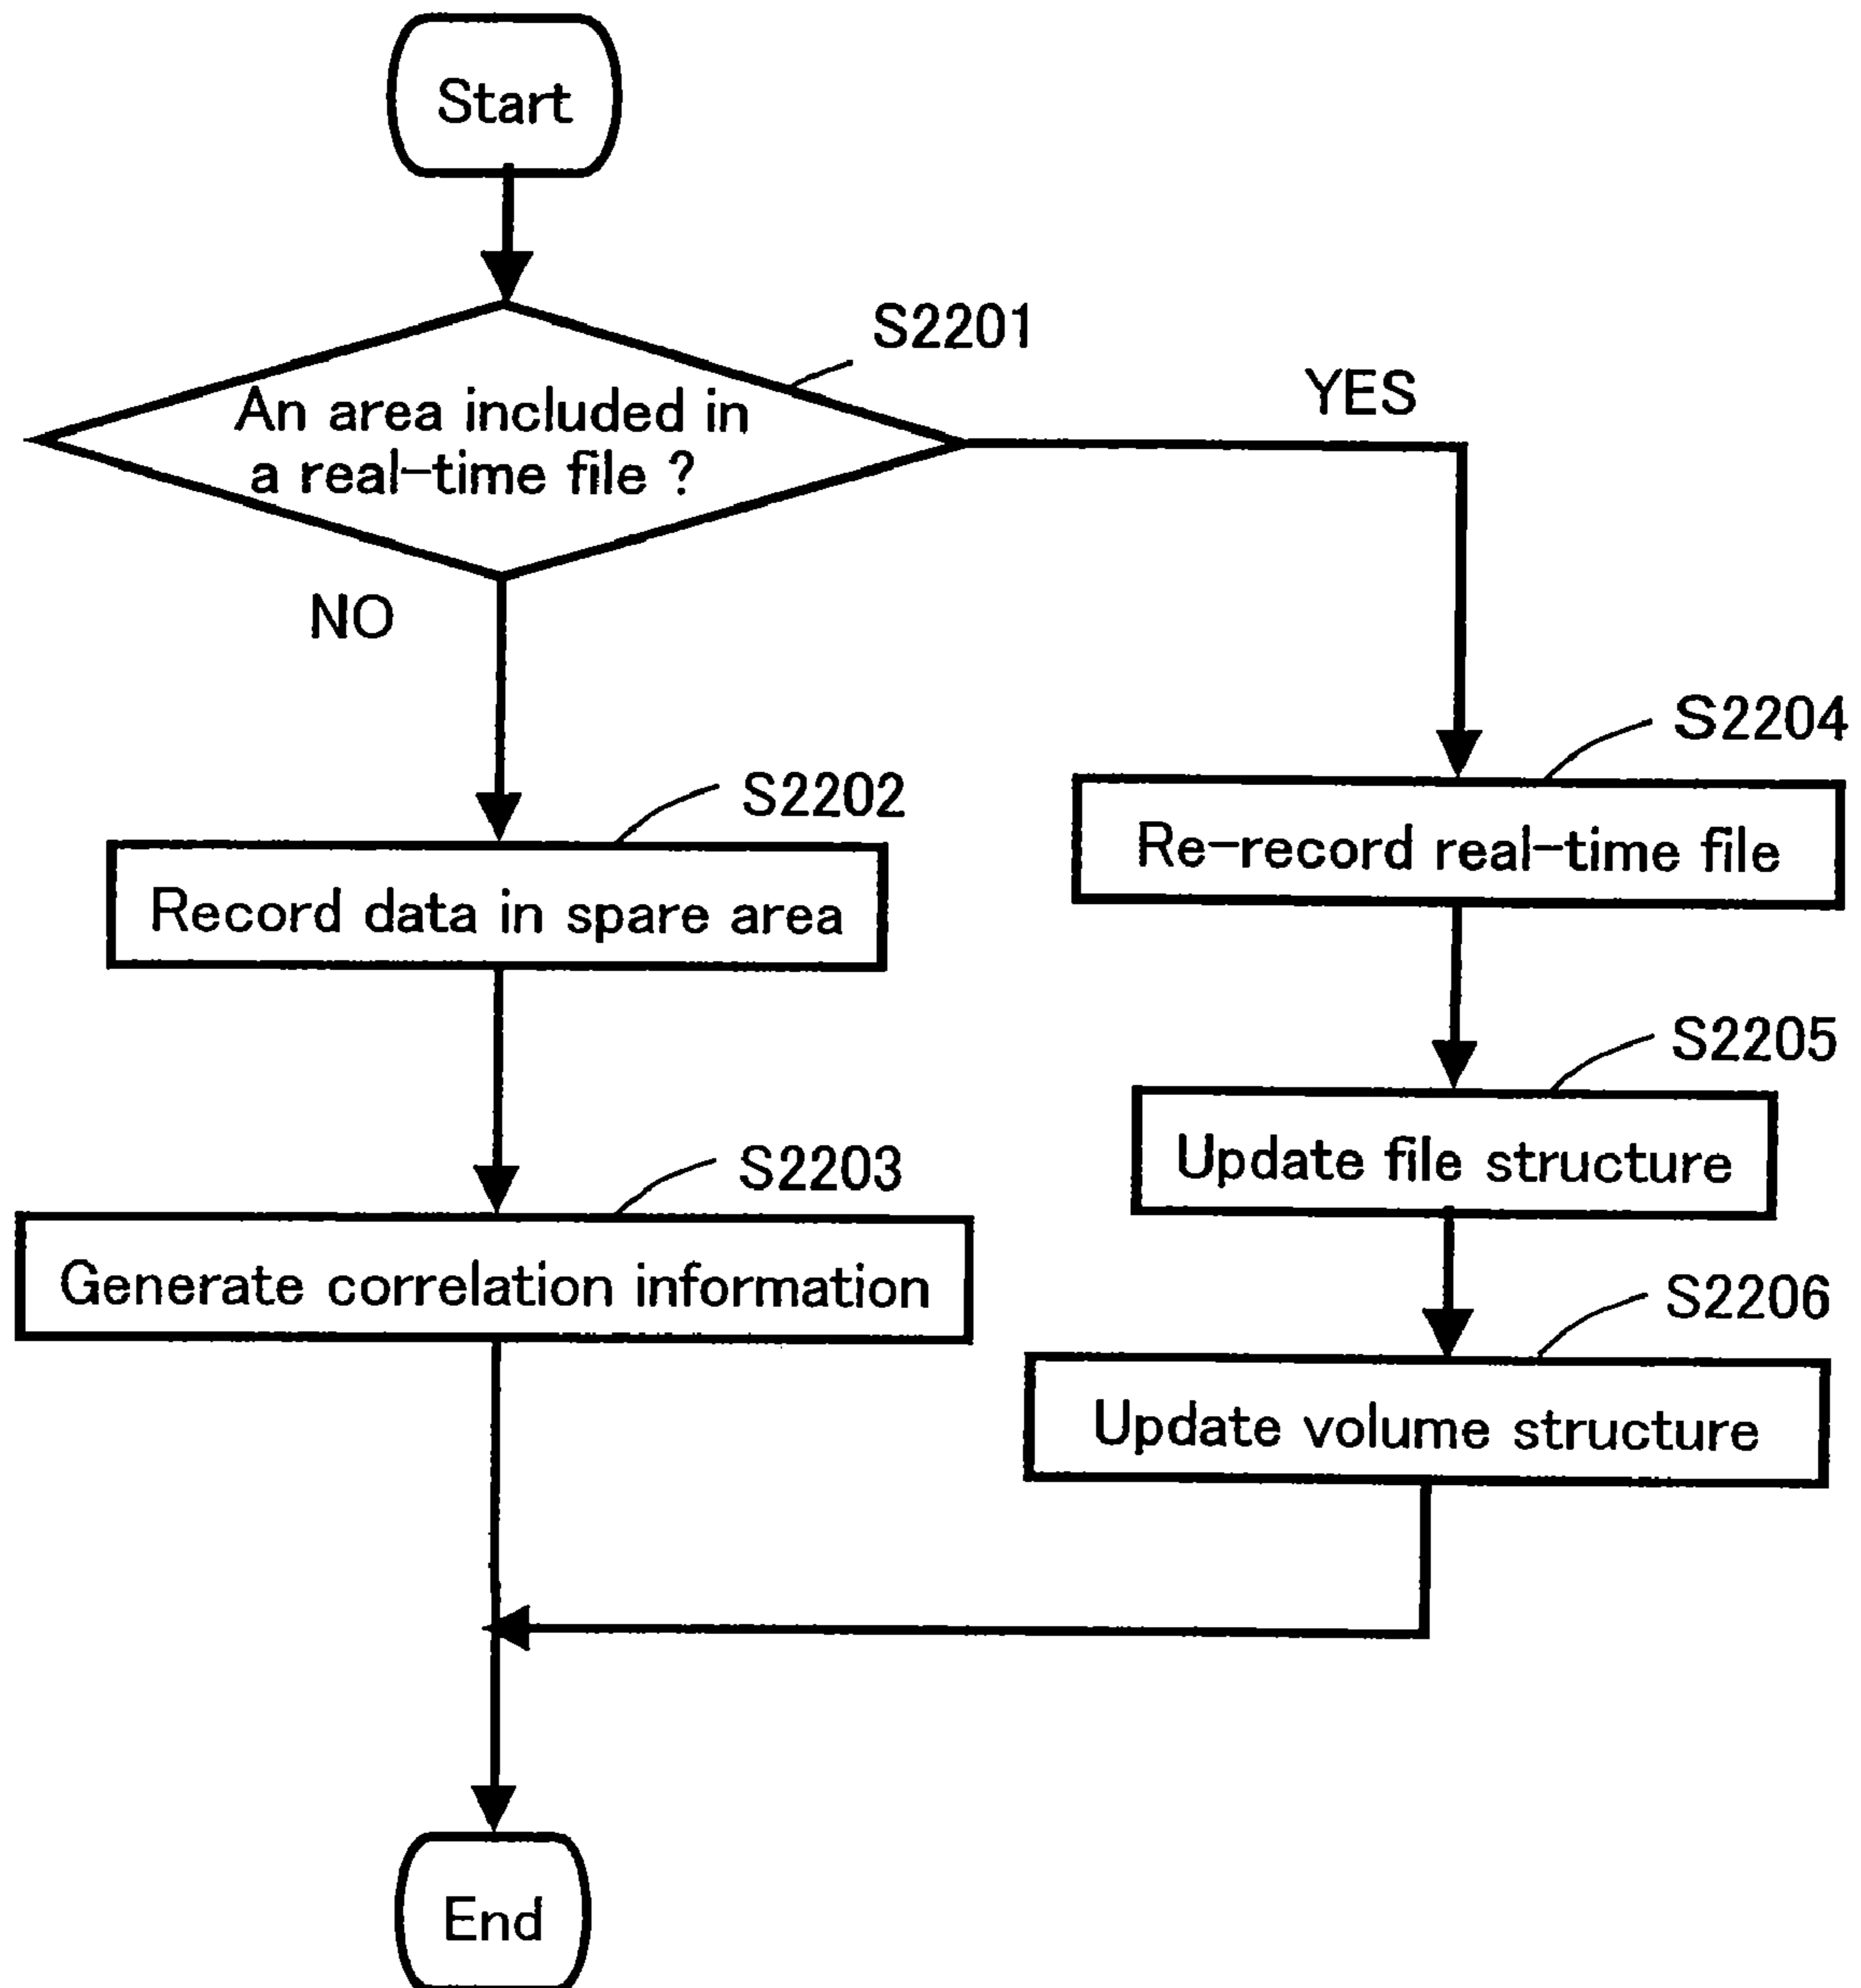 Start
S2201
An area included in
a real-time file ?
YES
NO
S2204
Re-record real-time file
S2202
Record data in spare area
S2205
Update file structure
S2203
Generate correlation information
S2206
Update volume structure
End